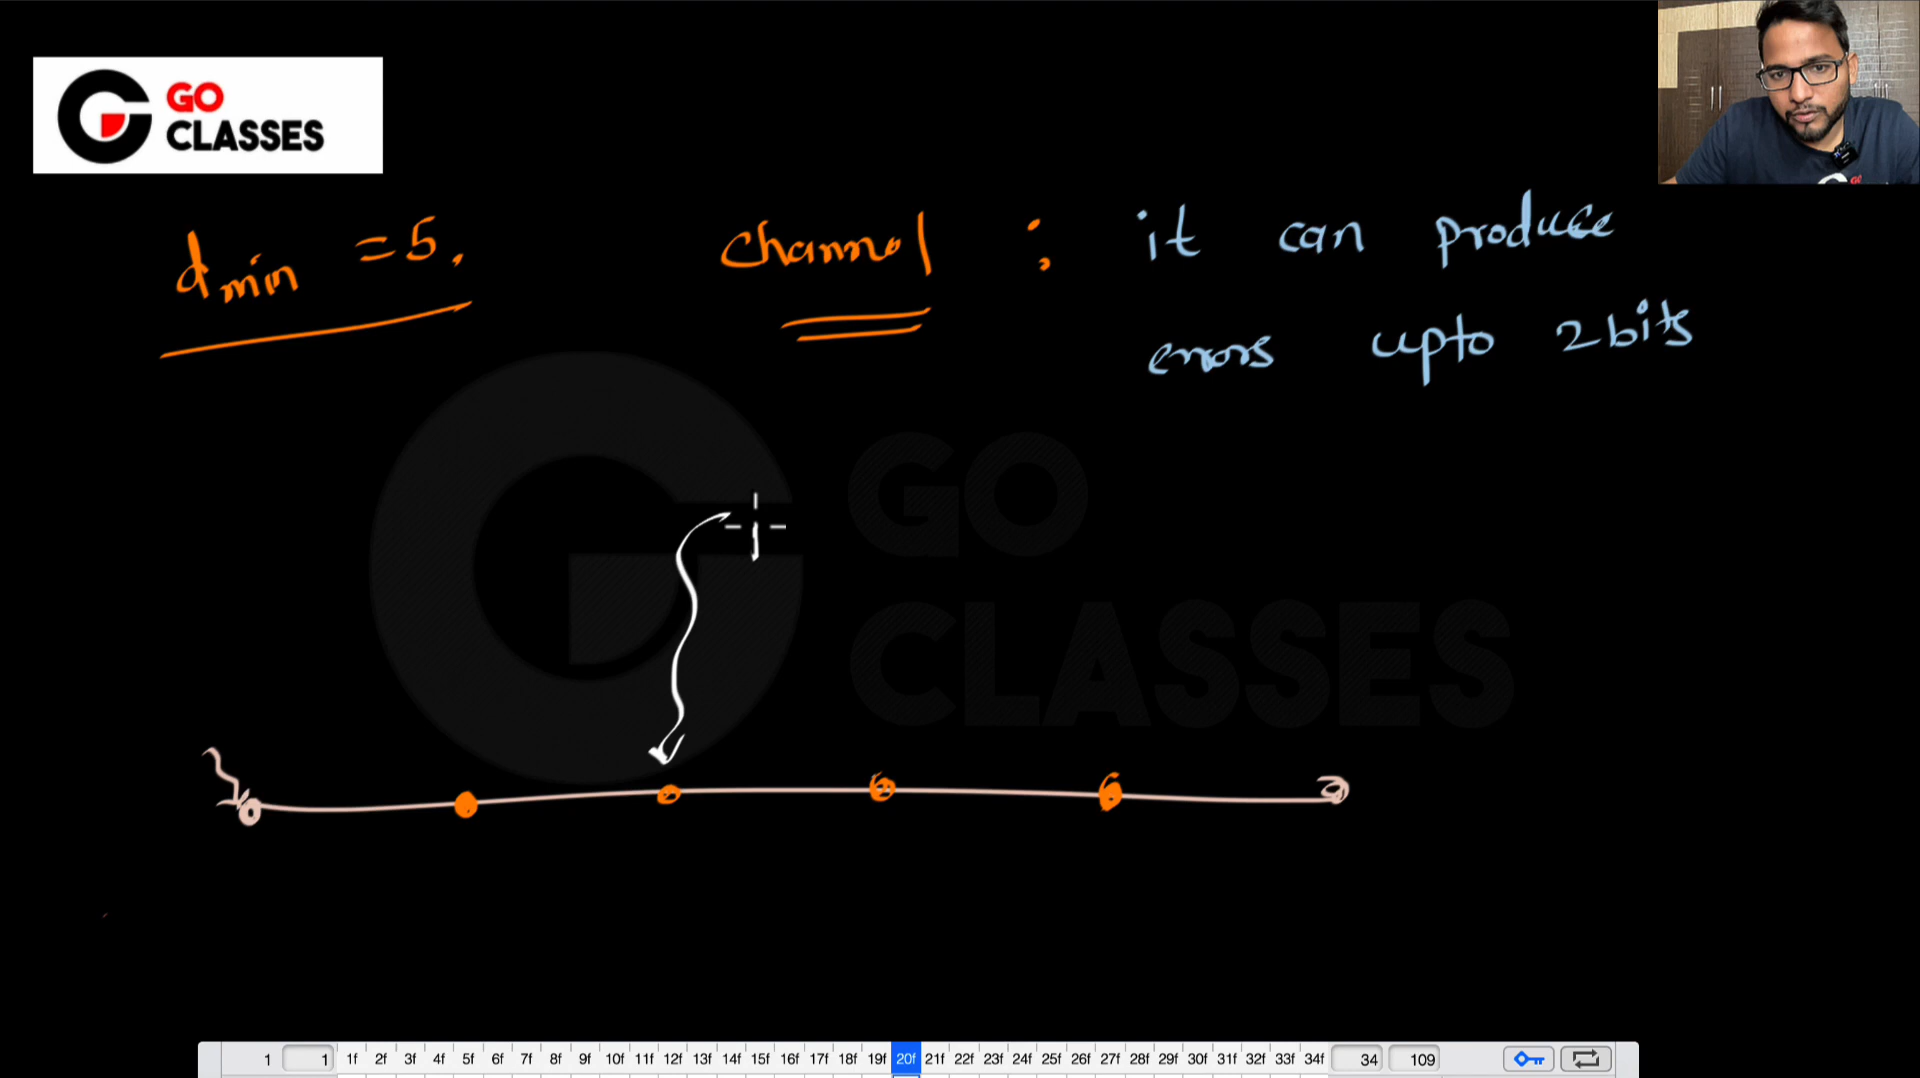 GO
CLASSES
dmin = 5.
channel : it can produce
errors upto 2 bits
GO
CLASSES
1 1 1f 2f 3f 4f 5f 6f 7f 8f 9f 10f 11f 12f 13f 14f 15f 16f 17f 18f 19f 20f 21f 22f 23f 24f 25f 26f 27f 28f 29f 30f 31f 32f 33f 34f 34 109